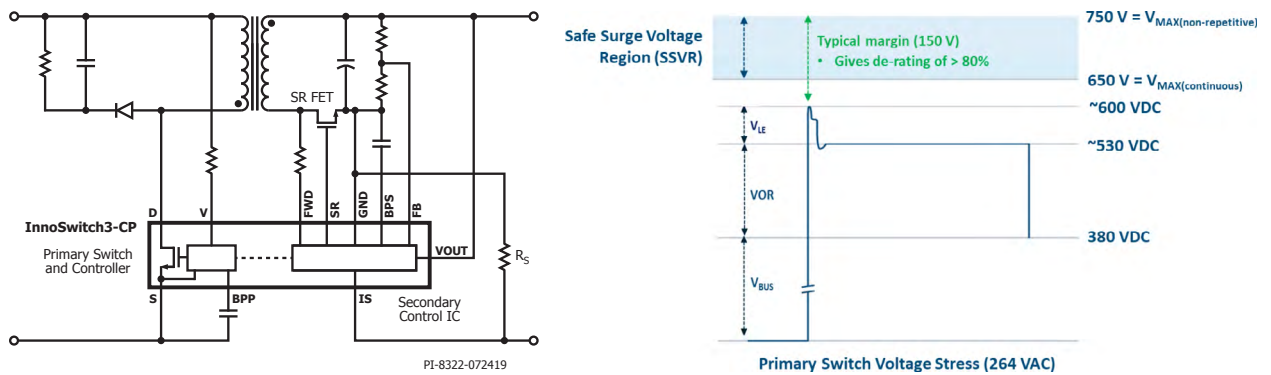 SR FET
FWD
SR
GND
BPS
FB
D
V
InnoSwitch3-CP
VOUT
Primary Switch
and Controller
RS
S
BPP
IS
Secondary
Control IC
PI-8322-072419
750 V = VMAX(non-repetitive)
Safe Surge Voltage
Region (SSVR)
Typical margin (150 V)
• Gives de-rating of > 80%
650 V = VMAX(continuous)
~600 VDC
VLE
~530 VDC
VOR
380 VDC
VBUS
Primary Switch Voltage Stress (264 VAC)